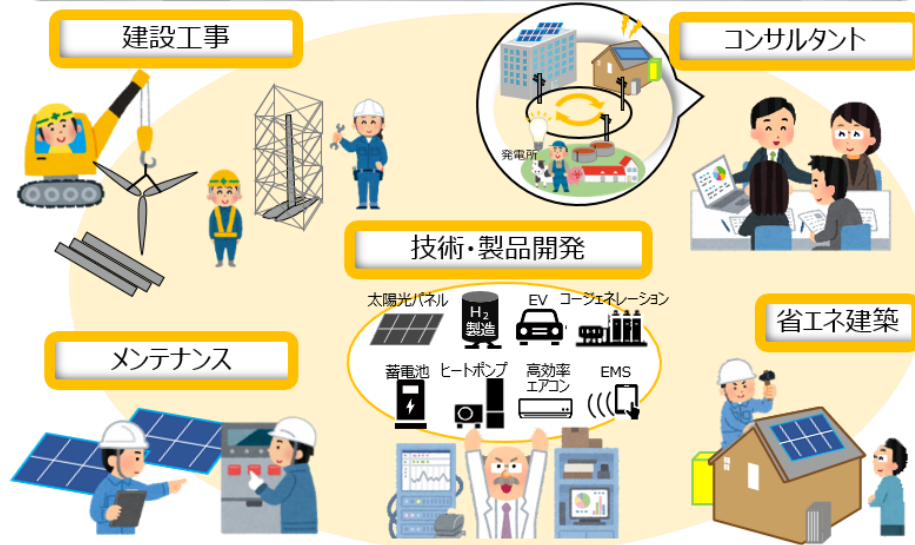 建設工事
コンサルタント
発電所
技術・製品開発
太陽光パネル
H₂
製造
EV
コージェネレーション
省エネ建築
メンテナンス
蓄電池
ヒートポンプ
高効率
エアコン
EMS